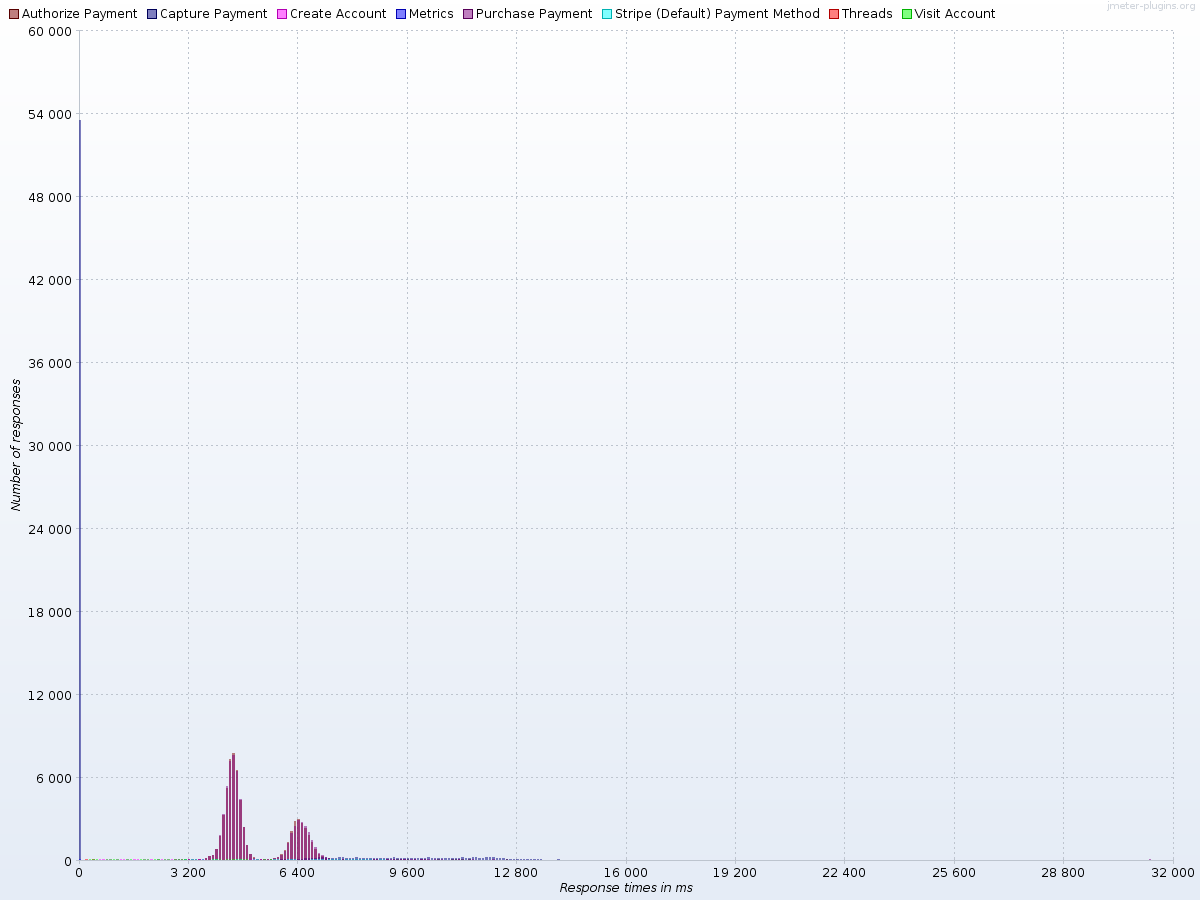 jmeter-plugins.org
Authorize Payment Capture Payment Create Account Metrics Purchase Payment Stripe (Default) Payment Method Threads Visit Account
60 000
54 000
48 000
42 000
36 000
30 000
24 000
18 000
12 000
6 000
0
Number of responses
0 3 200 6 400 9 600 12 800 16 000 19 200 22 400 25 600 28 800 32 000
Response times in ms